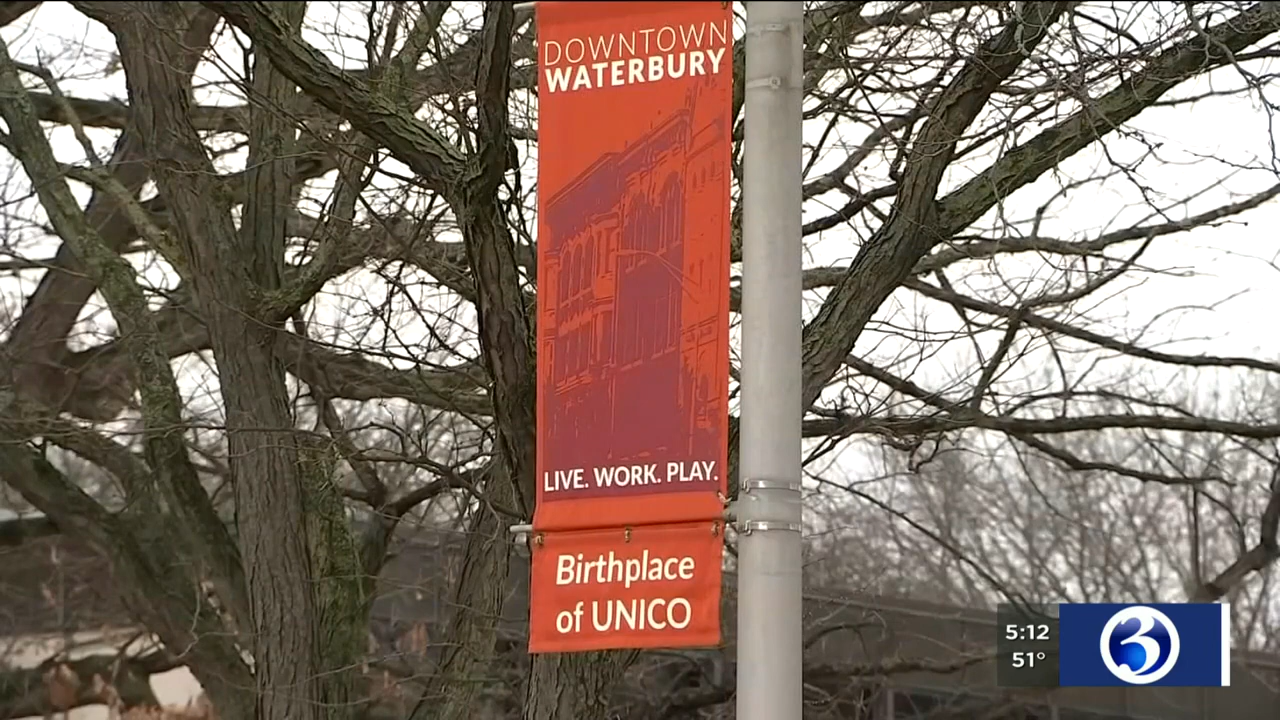 DOWNTOWN
WATERBURY
LIVE. WORK. PLAY.
Birthplace
of UNICO
5:12
51°
3